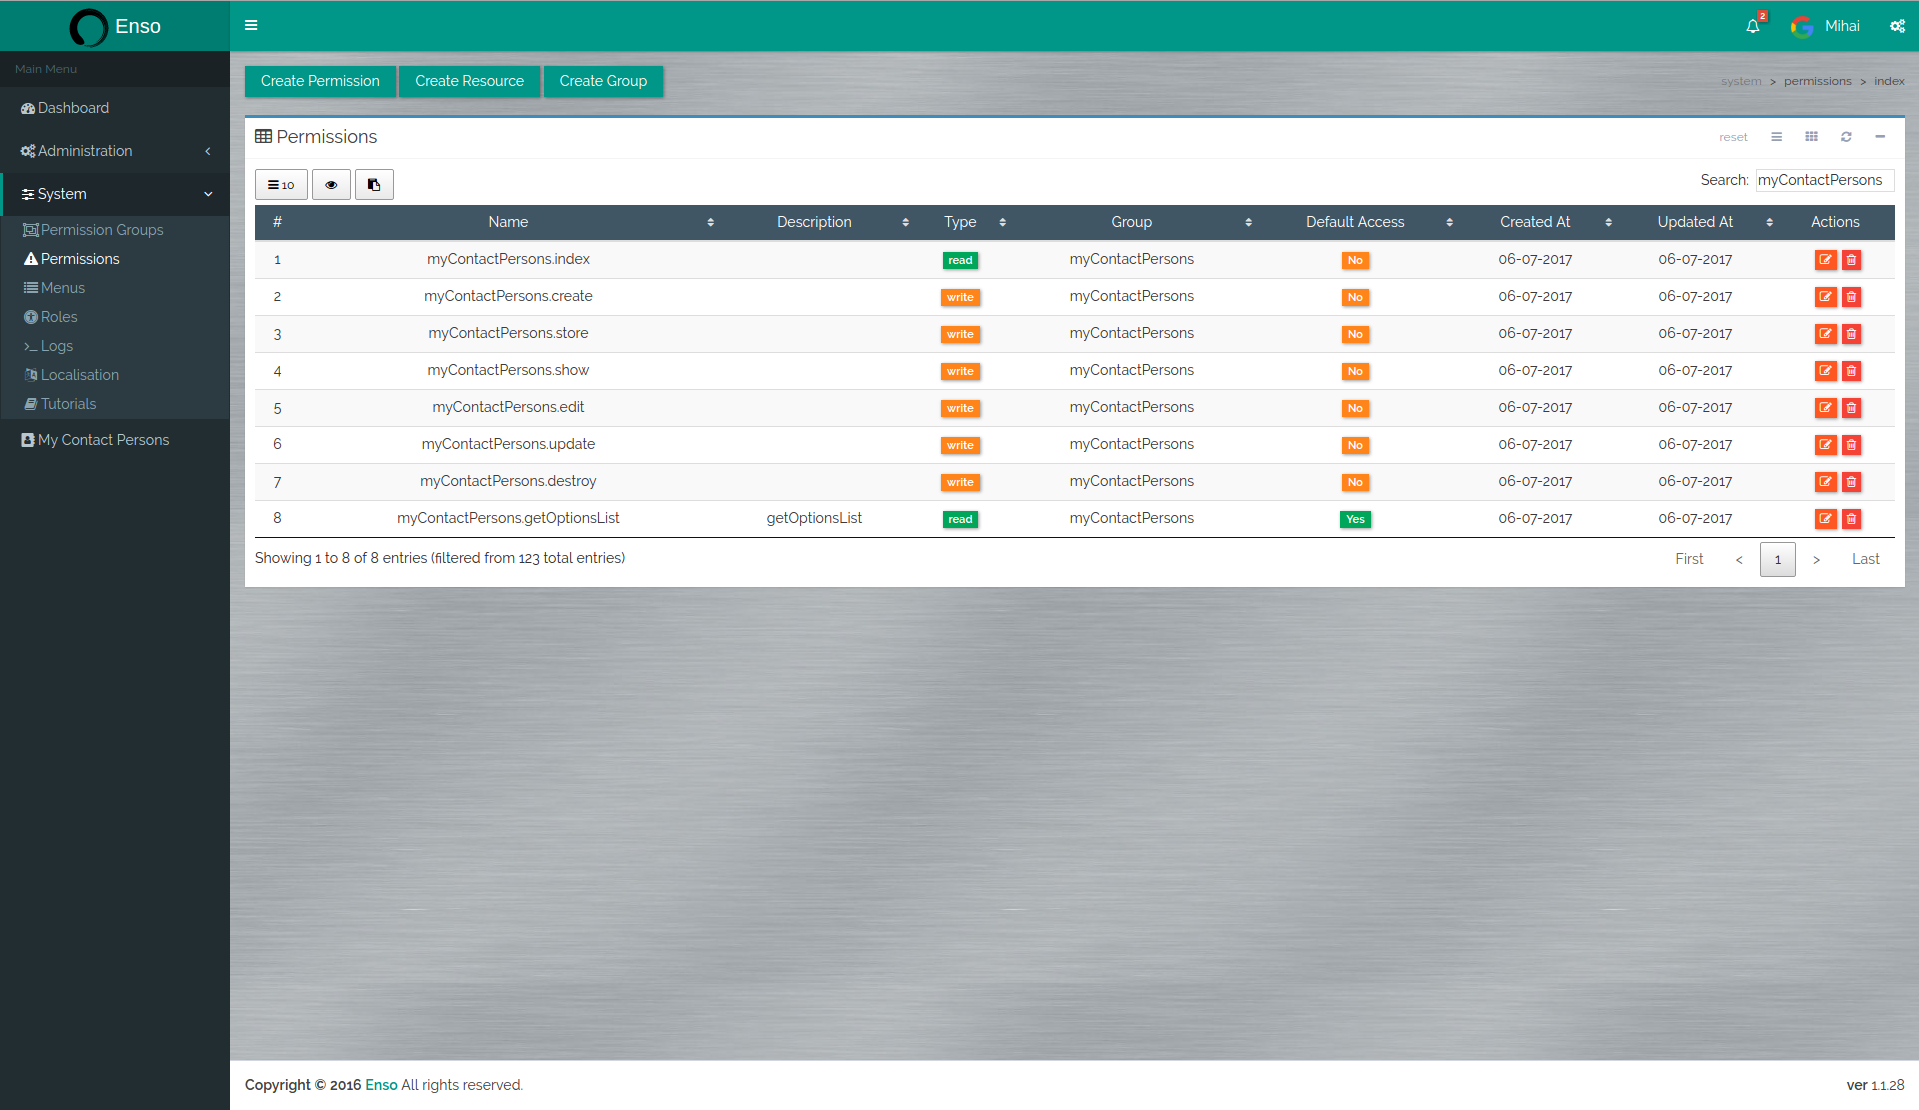 Enso
2
Mihai
Main Menu
Dashboard
Administration
System
Permission Groups
Permissions
Menus
Roles
Logs
Localisation
Tutorials
My Contact Persons
Create Permission Create Resource Create Group
system > permissions > index
Permissions
reset
10
Search: myContactPersons
# Name Description Type Group Default Access Created At Updated At Actions
1 myContactPersons.index read myContactPersons No 06-07-2017 06-07-2017
2 myContactPersons.create write myContactPersons No 06-07-2017 06-07-2017
3 myContactPersons.store write myContactPersons No 06-07-2017 06-07-2017
4 myContactPersons.show write myContactPersons No 06-07-2017 06-07-2017
5 myContactPersons.edit write myContactPersons No 06-07-2017 06-07-2017
6 myContactPersons.update write myContactPersons No 06-07-2017 06-07-2017
7 myContactPersons.destroy write myContactPersons No 06-07-2017 06-07-2017
8 myContactPersons.getOptionsList getOptionsList read myContactPersons Yes 06-07-2017 06-07-2017
Showing 1 to 8 of 8 entries (filtered from 123 total entries)
First < 1 > Last
Copyright © 2016 Enso All rights reserved.
ver 1.1.28